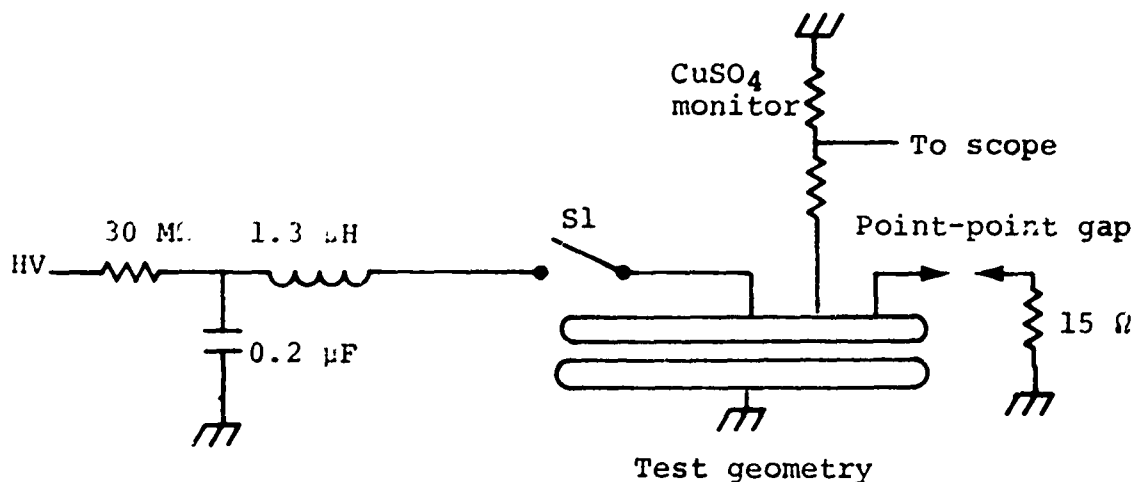 CuSO4
monitor
To scope
S1
Point-point gap
30 MΩ
1.3 µH
HV
15 Ω
0.2 µF
Test geometry